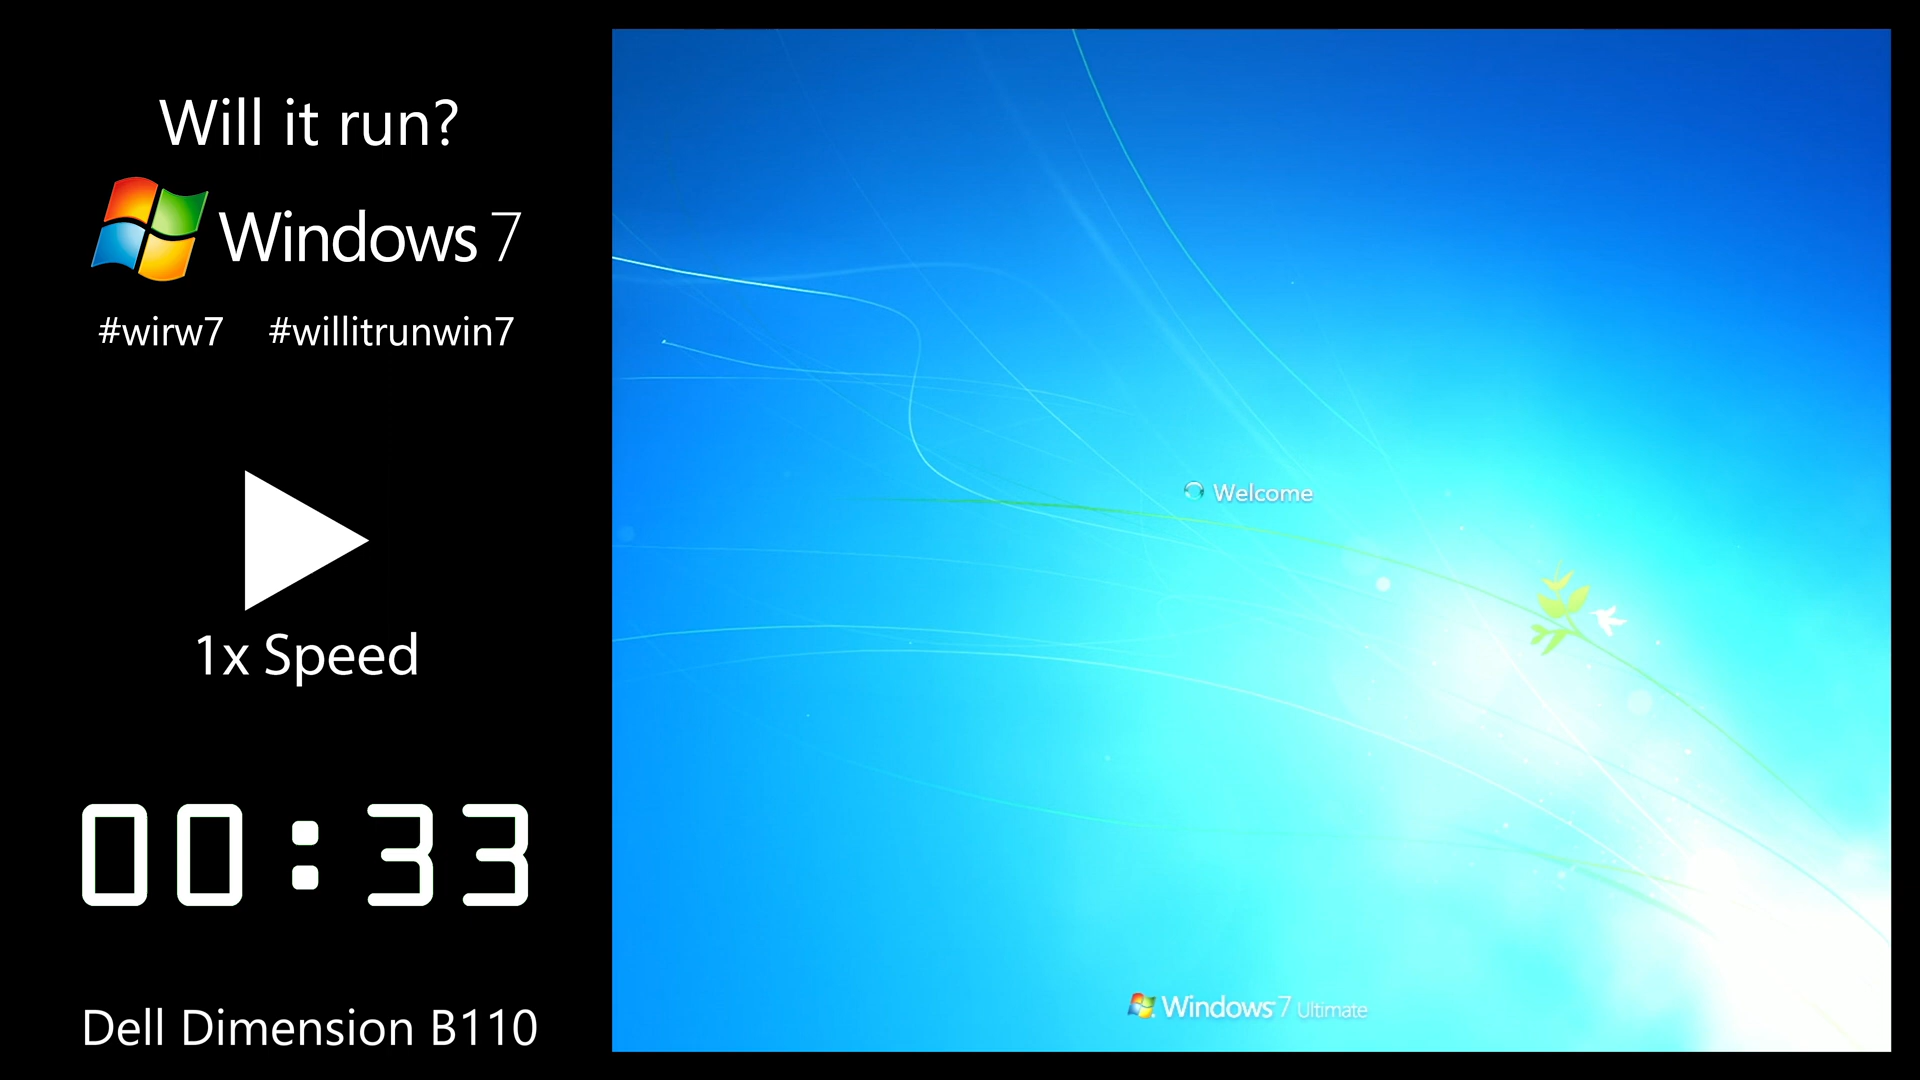 Will it run?
Windows 7
#wirw7 #willitrunwin7
1x Speed
00:33
Dell Dimension B110
Welcome
Windows 7 Ultimate